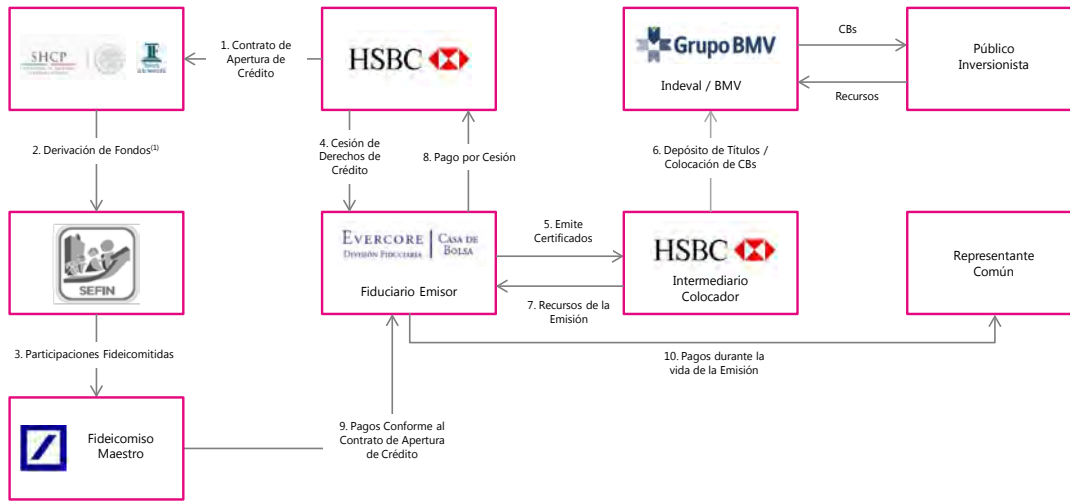 SHCP
1. Contrato de
Apertura de
Crédito
HSBC
Grupo BMV
Indeval / BMV
CBs
Recursos
Público
Inversionista
2. Derivación de Fondos(1)
4. Cesión de
Derechos de
Crédito
8. Pago por Cesión
6. Depósito de Títulos /
Colocación de CBs
SEFIN
EVERCORE
DIVISIÓN FIDUCIARIA
CASA DE
BOLSA
Fiduciario Emisor
5. Emite
Certificados
7. Recursos de la
Emisión
HSBC
Intermediario
Colocador
Representante
Común
3. Participaciones Fideicomitidas
10. Pagos durante la
vida de la Emisión
Fideicomiso
Maestro
9. Pagos Conforme al
Contrato de Apertura
de Crédito